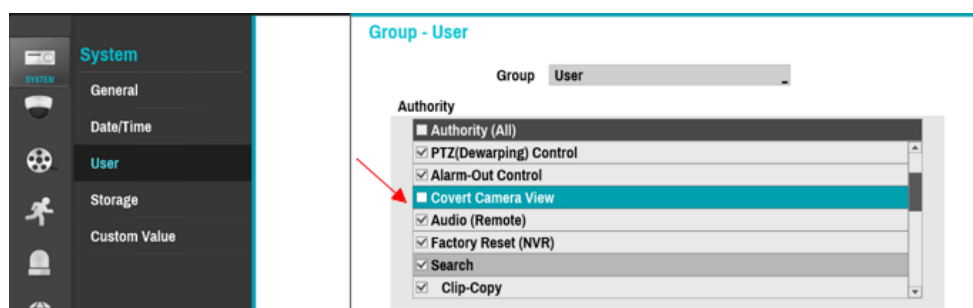 Group - User
SYSTEM
System
General
Date/Time
User
Storage
Custom Value
Group User
Authority
Authority (All)
PTZ(Dewarping) Control
Alarm-Out Control
Covert Camera View
Audio (Remote)
Factory Reset (NVR)
Search
Clip-Copy